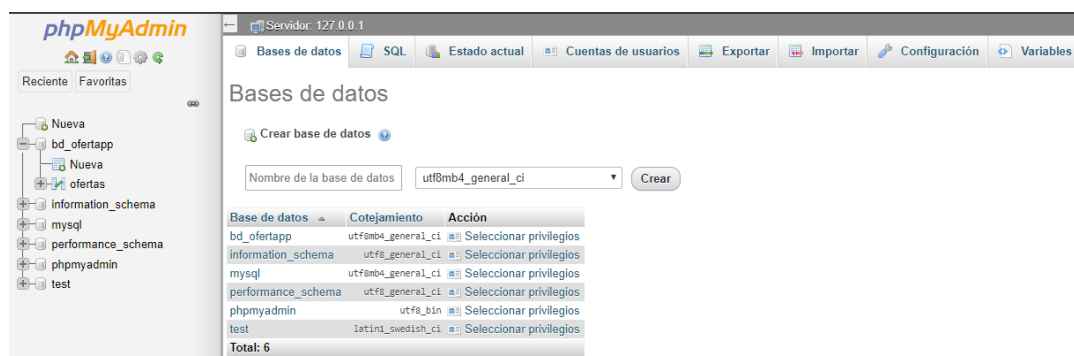 phpMyAdmin
Reciente Favoritas
Nueva
bd_ofertapp
Nueva
ofertas
information_schema
mysql
performance_schema
phpmyadmin
test
Servidor: 127.0.0.1
Bases de datos SQL Estado actual Cuentas de usuarios Exportar Importar Configuración Variables
Bases de datos
Crear base de datos
Nombre de la base de datos utf8mb4_general_ci Crear
Base de datos Cotejamiento Acción
bd_ofertapp utf8mb4_general_ci Seleccionar privilegios
information_schema utf8_general_ci Seleccionar privilegios
mysql utf8mb4_general_ci Seleccionar privilegios
performance_schema utf8_general_ci Seleccionar privilegios
phpmyadmin utf8_bin Seleccionar privilegios
test latin1_swedish_ci Seleccionar privilegios
Total: 6